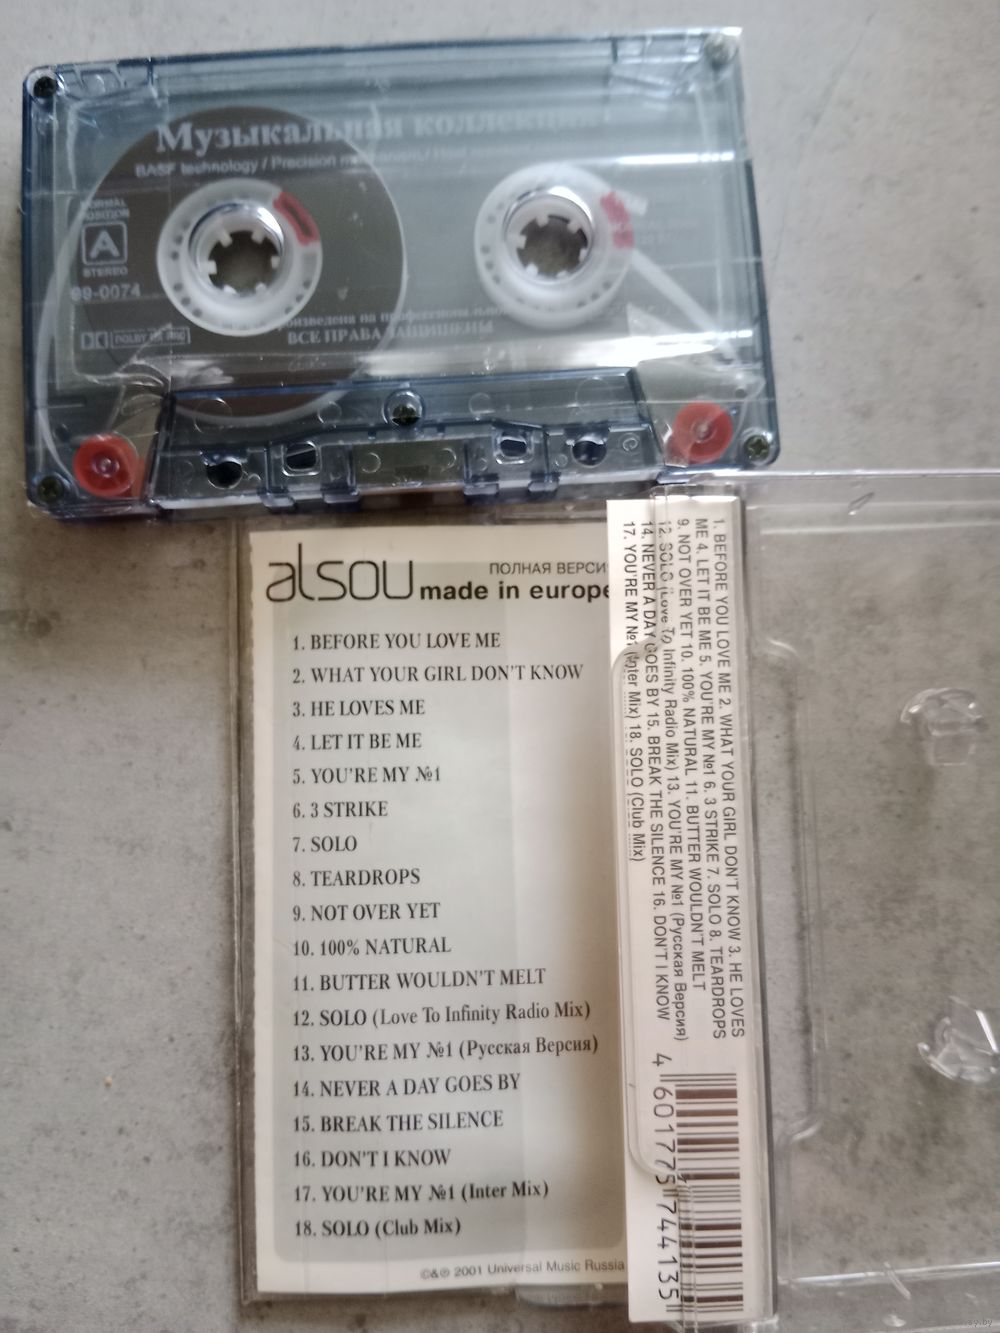 Музыкальная коллекция
BASF technology / Precision mechanism /
NORMAL
POSITION
A
STEREO
99-0074
DOLBY HX PRO
на
ВСЕ ПРАВА ЗАЩИЩЕНЫ
alsou
ПОЛНАЯ
made in europe
1. BEFORE YOU LOVE ME
2. WHAT YOUR GIRL DON'T KNOW
3. HE LOVES ME
4. LET IT BE ME
5. YOU'RE MY №1
6. 3 STRIKE
7. SOLO
8. TEARDROPS
9. NOT OVER YET
10. 100% NATURAL
11. BUTTER WOULDN'T MELT
12. SOLO (Love To Infinity Radio Mix)
13. YOU'RE MY №1 (Русская Версия)
14. NEVER A DAY GOES BY
15. BREAK THE SILENCE
16. DON'T I KNOW
17. YOU'RE MY №1 (Inter Mix)
18. SOLO (Club Mix)
©&℗ 2001 Universal Music Russia
1. BEFORE YOU LOVE ME 2. WHAT YOUR GIRL DON'T KNOW 3. HE LOVES
ME 4. LET IT BE ME 5. YOU'RE MY №1 6. 3 STRIKE 7. SOLO 8. TEARDROPS
9. NOT OVER YET 10. 100% NATURAL 11. BUTTER WOULDN'T MELT
12. SOLO (Love To Infinity Radio Mix) 13. YOU'RE MY №1 (Русская Версия)
14. NEVER A DAY GOES BY 15. BREAK THE SILENCE 16. DON'T I KNOW
17. YOU'RE MY №1 (Inter Mix) 18. SOLO (Club Mix)
4 601775 744135